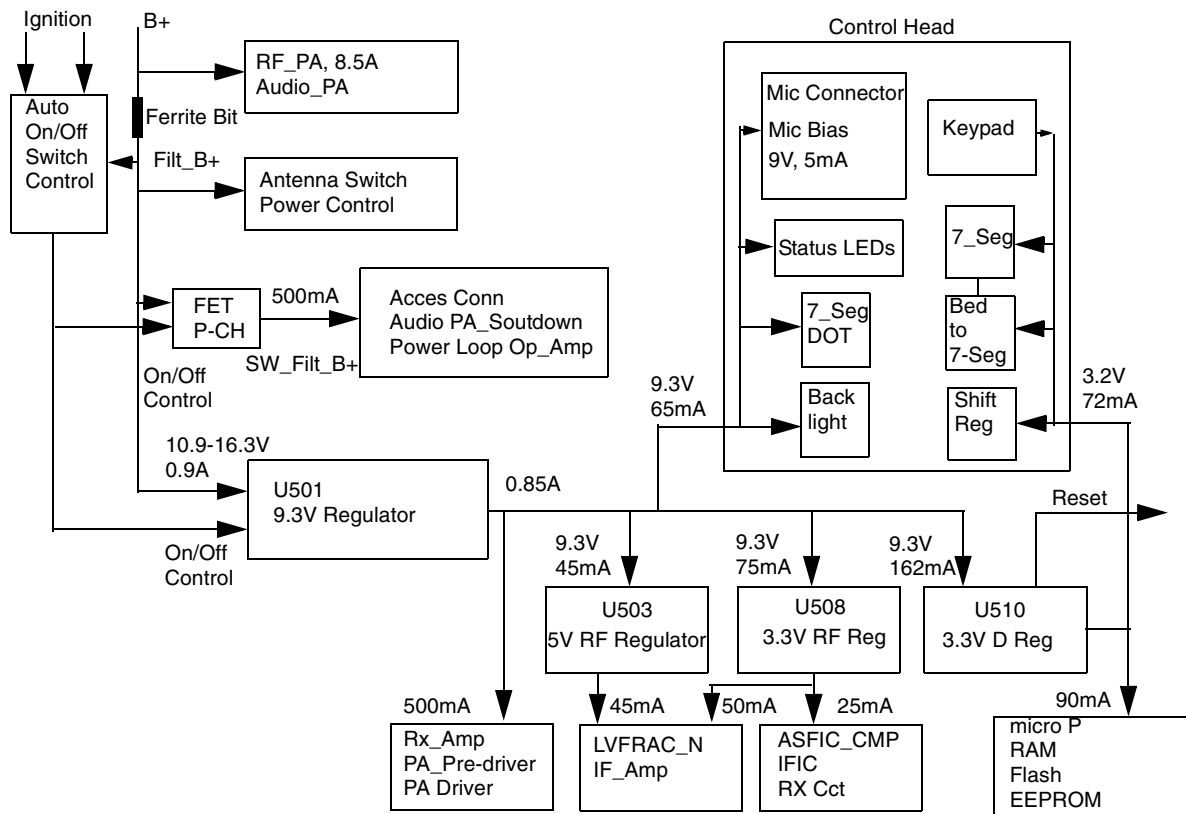 Ignition
B+
RF_PA, 8.5A
Audio_PA
Auto
On/Off
Switch
Control
Ferrite Bit
Filt_B+
Antenna Switch
Power Control
FET
P-CH
500mA
SW_Filt_B+
Acces Conn
Audio PA_Soutdown
Power Loop Op_Amp
On/Off
Control
10.9-16.3V
0.9A
U501
9.3V Regulator
On/Off
Control
0.85A
Control Head
Mic Connector
Mic Bias
9V, 5mA
Keypad
Status LEDs
7_Seg
7_Seg
DOT
Bed
to
7-Seg
Back
light
Shift
Reg
9.3V
65mA
3.2V
72mA
Reset
9.3V
45mA
9.3V
75mA
9.3V
162mA
U503
5V RF Regulator
U508
3.3V RF Reg
U510
3.3V D Reg
500mA
45mA
50mA
25mA
90mA
Rx_Amp
PA_Pre-driver
PA Driver
LVFRAC_N
IF_Amp
ASFIC_CMP
IFIC
RX Cct
micro P
RAM
Flash
EEPROM